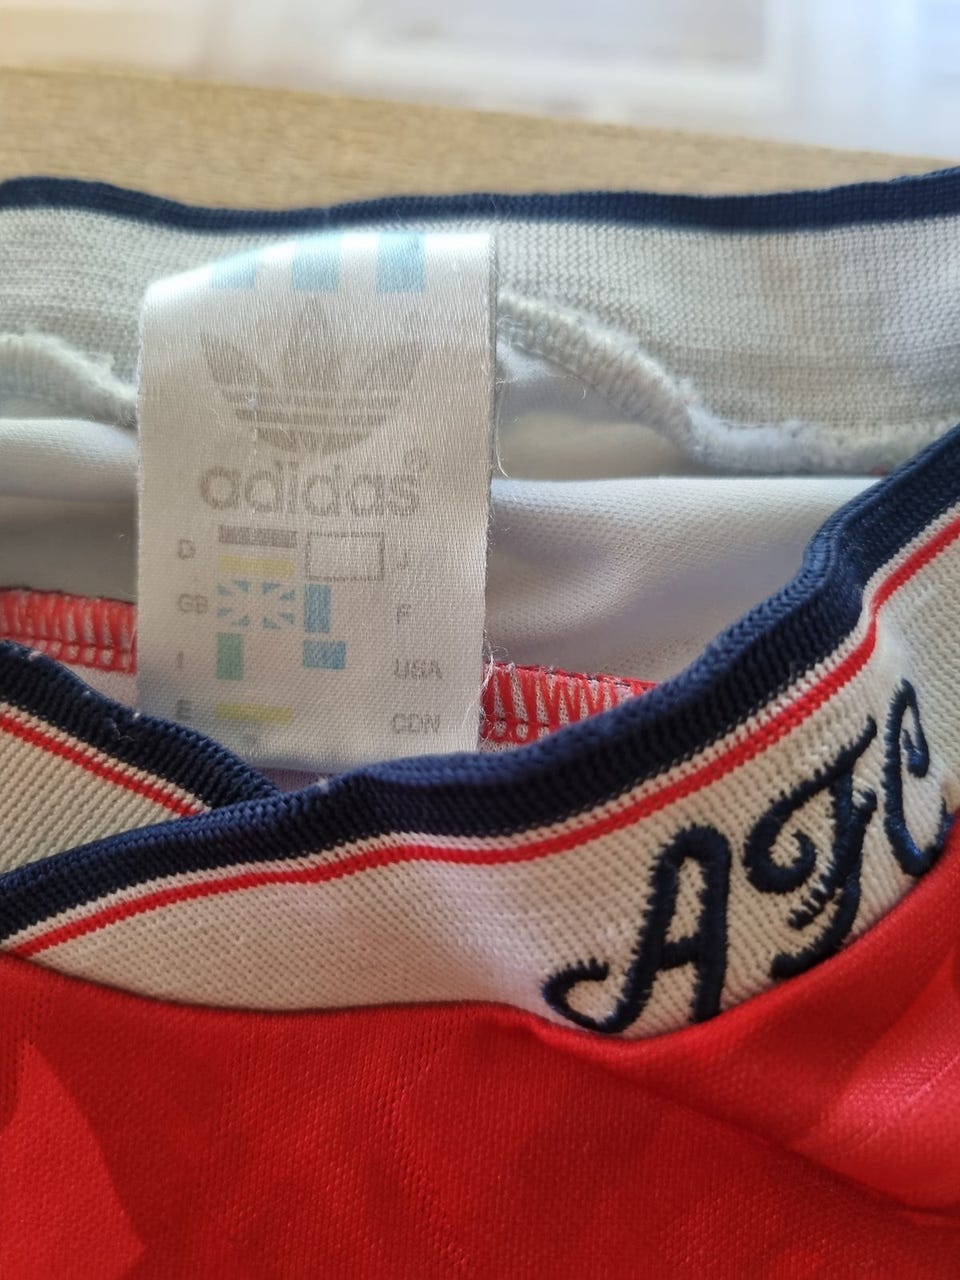 adidas®
D J
GB F
I USA
E CDN
AFC